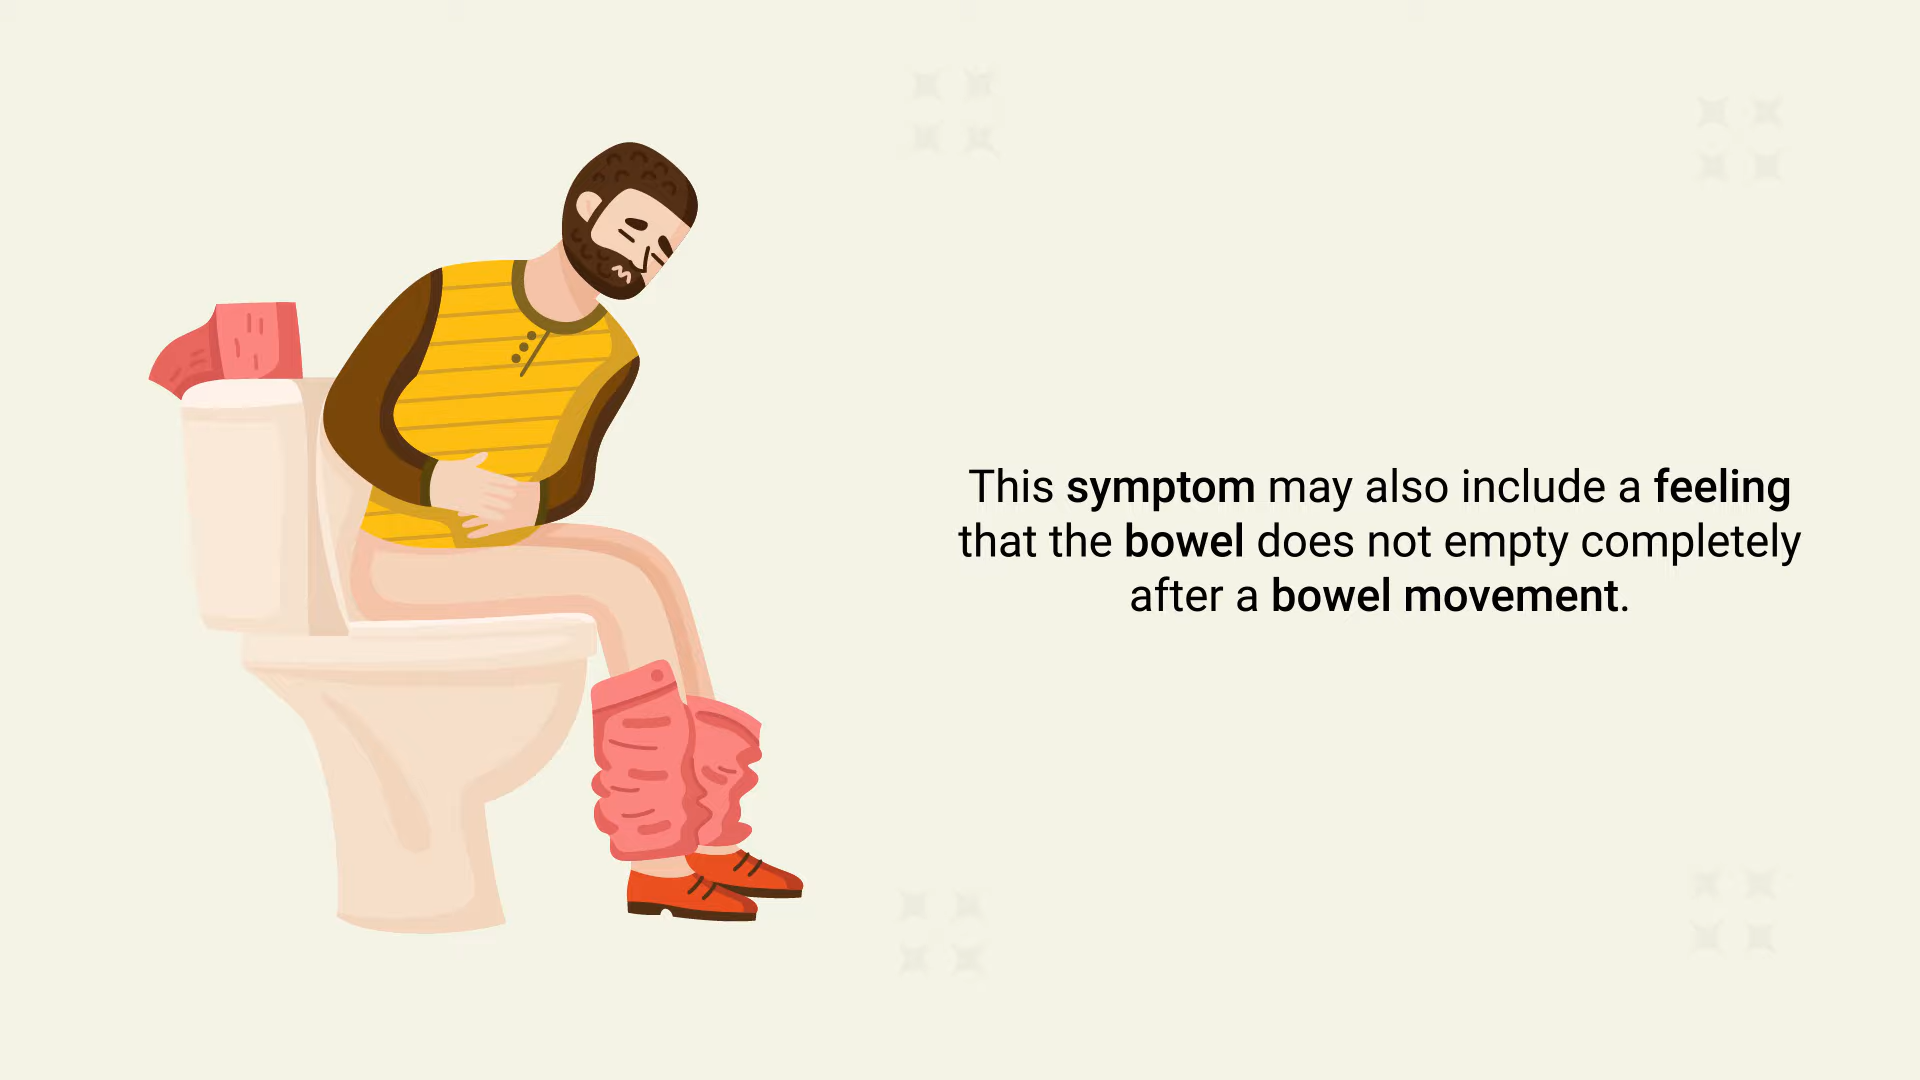 This symptom may also include a feeling
that the bowel does not empty completely
after a bowel movement.